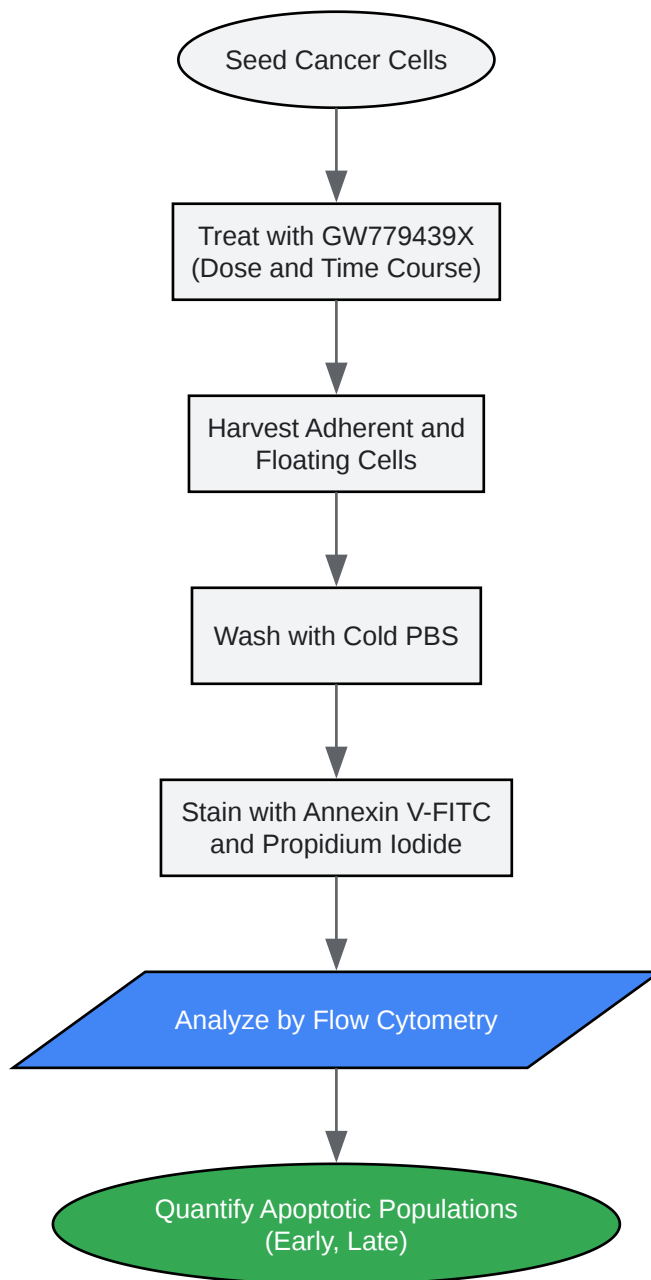 Seed Cancer Cells
Treat with GW779439X
(Dose and Time Course)
Harvest Adherent and
Floating Cells
Wash with Cold PBS
Stain with Annexin V-FITC
and Propidium Iodide
Analyze by Flow Cytometry
Quantify Apoptotic Populations
(Early, Late)